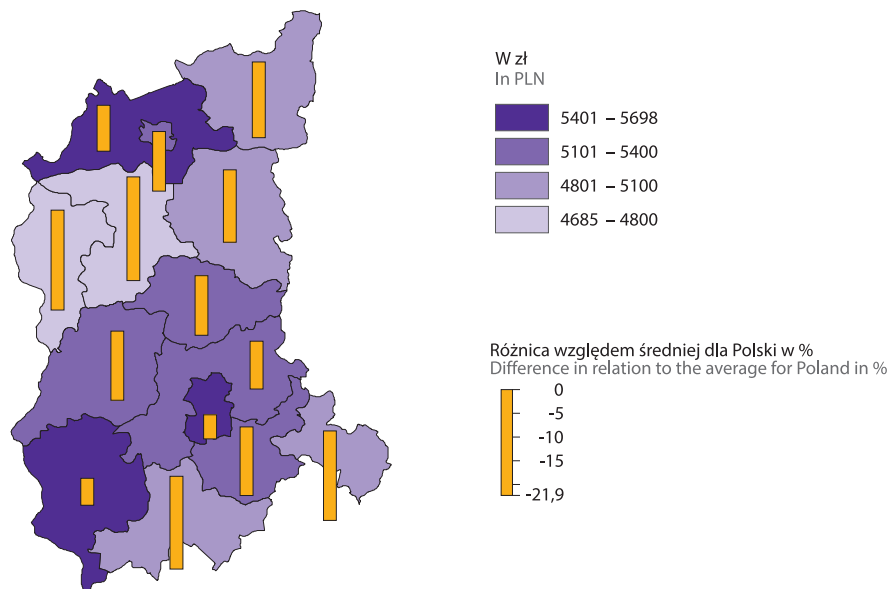 W zł
In PLN
5401 – 5698
5101 – 5400
4801 – 5100
4685 – 4800
Różnica względem średniej dla Polski w %
Difference in relation to the average for Poland in %
0
-5
-10
-15
-21,9